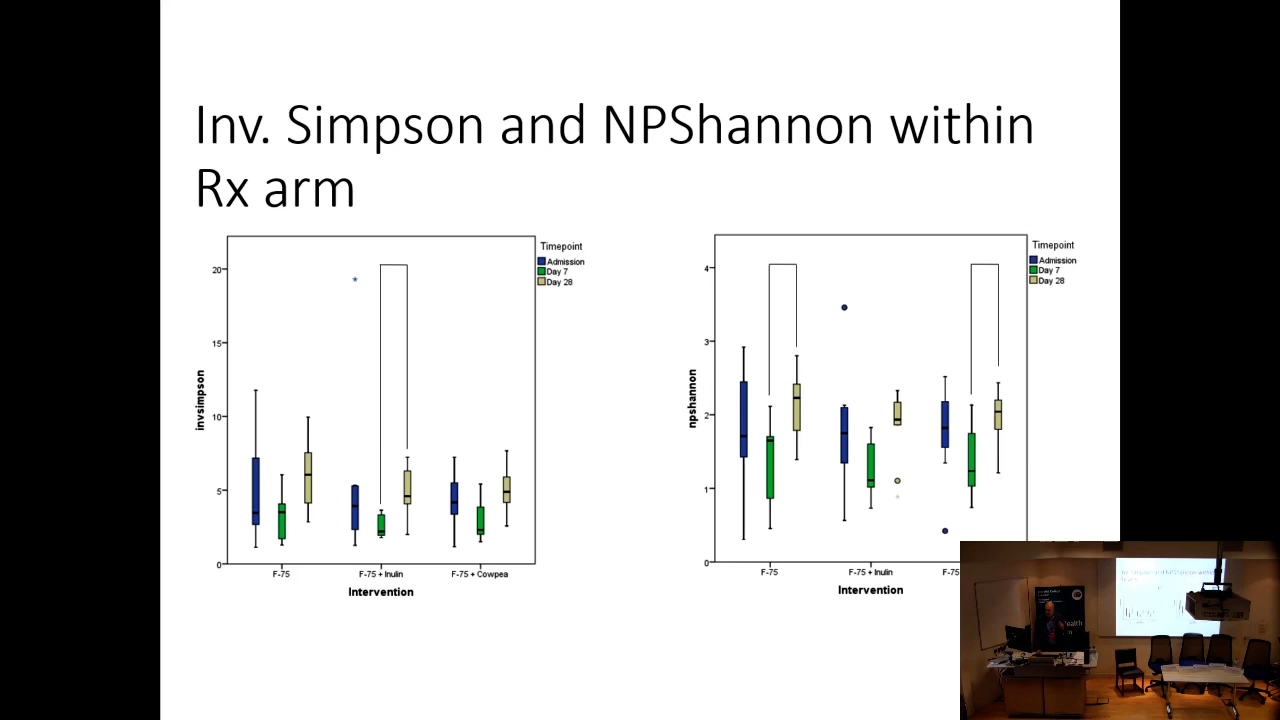 Inv. Simpson and NPShannon within
Rx arm
Timepoint
Admission
Day 7
Day 28
20
15
10
5
0
invsimpson
F-75
F-75 + Inulin
F-75 + Cowpea
Intervention
Timepoint
Admission
Day 7
Day 28
4
3
2
1
0
npshannon
F-75
F-75 + Inulin
F-75
Intervention